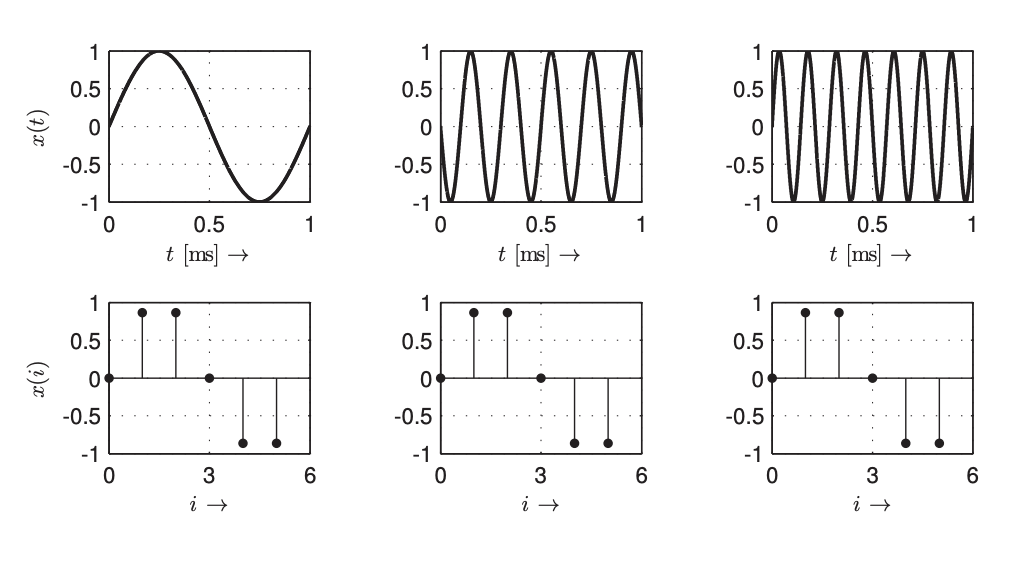 1 1 1
0.5 0.5 0.5
x(t) 0 0 0
-0.5 -0.5 -0.5
-1 -1 -1
0 0.5 1 0 0.5 1 0 0.5 1
t [ms] → t [ms] → t [ms] →
1 1 1
0.5 0.5 0.5
x(i) 0 0 0
-0.5 -0.5 -0.5
-1 -1 -1
0 3 6 0 3 6 0 3 6
i → i → i →